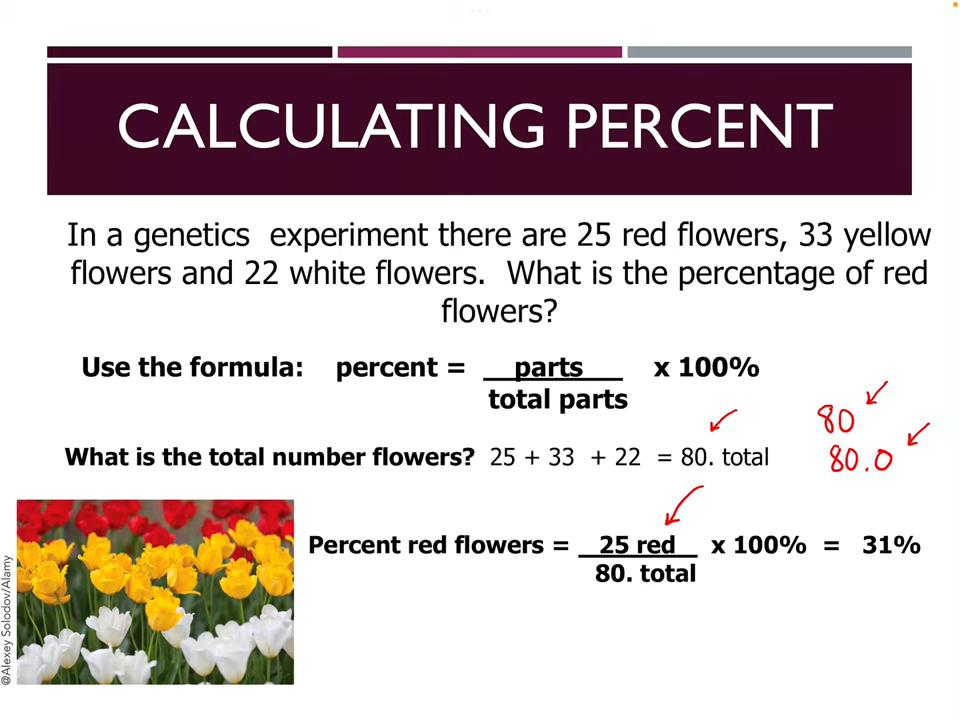 CALCULATING PERCENT
In a genetics experiment there are 25 red flowers, 33 yellow
flowers and 22 white flowers. What is the percentage of red
flowers?
Use the formula: percent = parts x 100%
total parts
80
What is the total number flowers? 25 + 33 + 22 = 80. total
80.0
Percent red flowers = 25 red x 100% = 31%
80. total
@Alexey Solodov/Alamy